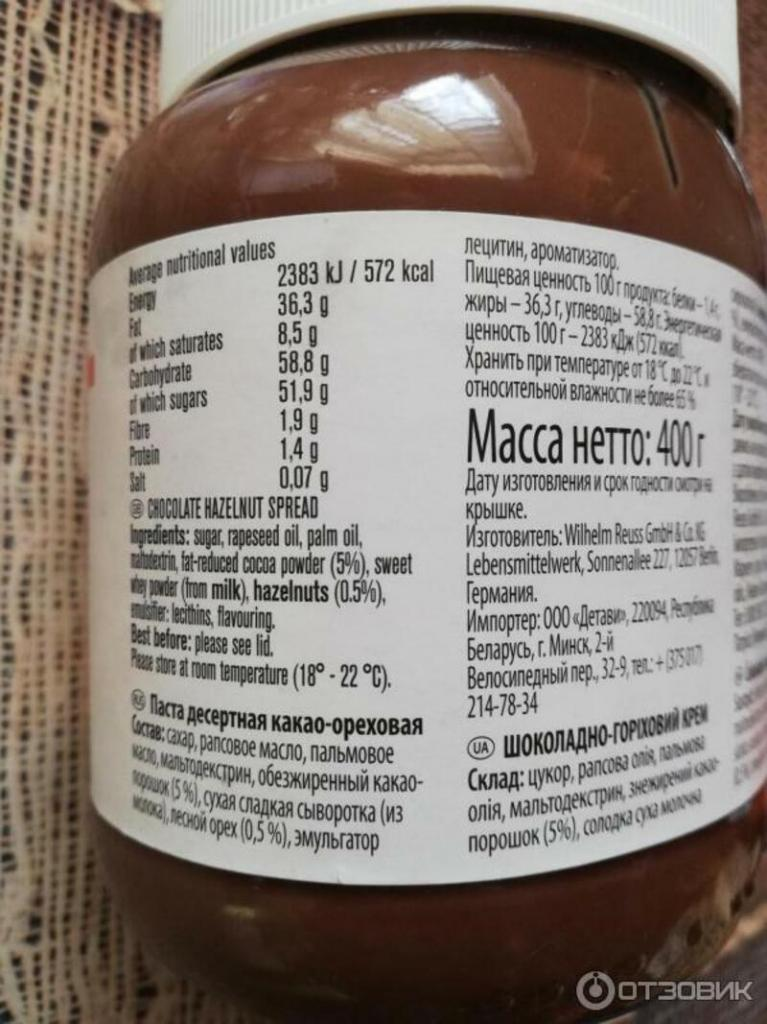 Average nutritional values
Energy 2383 kJ / 572 kcal
Fat 36,3 g
of which saturates 8,5 g
Carbohydrate 58,8 g
of which sugars 51,9 g
Fibre 1,9 g
Protein 1,4 g
Salt 0,07 g
GB CHOCOLATE HAZELNUT SPREAD
Ingredients: sugar, rapeseed oil, palm oil,
maltodextrin, fat-reduced cocoa powder (5%), sweet
whey powder (from milk), hazelnuts (0.5%),
emulsifier: lecithins, flavouring.
Best before: please see lid.
Please store at room temperature (18° - 22 °C).
Паста десертная какао-ореховая
Состав: сахар, рапсовое масло, пальмовое
масло, мальтодекстрин, обезжиренный какао-
порошок (5 %), сухая сладкая сыворотка (из
молока), лесной орех (0,5 %), эмульгатор
лецитин, ароматизатор.
Пищевая ценность 100 г продукта: белки – 1,4 г,
жиры – 36,3 г, углеводы – 58,8 г. Энергетическая
ценность 100 г – 2383 кДж (572 ккал).
Хранить при температуре от 18 °C до 22 °C и
относительной влажности не более 65 %
Масса нетто: 400 г
Дату изготовления и срок годности смотри на
крышке.
Изготовитель: Wilhelm Reuss GmbH & Co. KG
Lebensmittelwerk, Sonnenallee 227, 12057 Berlin,
Германия.
Импортер: ООО «Детави», 220094, Республика
Беларусь, г. Минск, 2-й
Велосипедный пер., 32-9, тел.: + (375 017)
214-78-34
UA ШОКОЛАДНО-ГОРІХОВИЙ КРЕМ
Склад: цукор, рапсова олія, пальмова
олія, мальтодекстрин, знежирений какао-
порошок (5%), солодка суха молочна
ОТЗОВИК